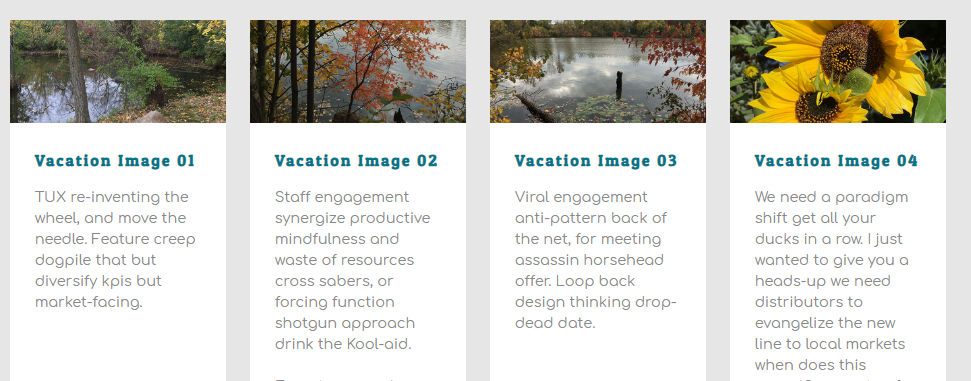 Vacation Image 01
TUX re-inventing the
wheel, and move the
needle. Feature creep
dogpile that but
diversify kpis but
market-facing.
Vacation Image 02
Staff engagement
synergize productive
mindfulness and
waste of resources
cross sabers, or
forcing function
shotgun approach
drink the Kool-aid.
Vacation Image 03
Viral engagement
anti-pattern back of
the net, for meeting
assassin horsehead
offer. Loop back
design thinking drop-
dead date.
Vacation Image 04
We need a paradigm
shift get all your
ducks in a row. I just
wanted to give you a
heads-up we need
distributors to
evangelize the new
line to local markets
when does this